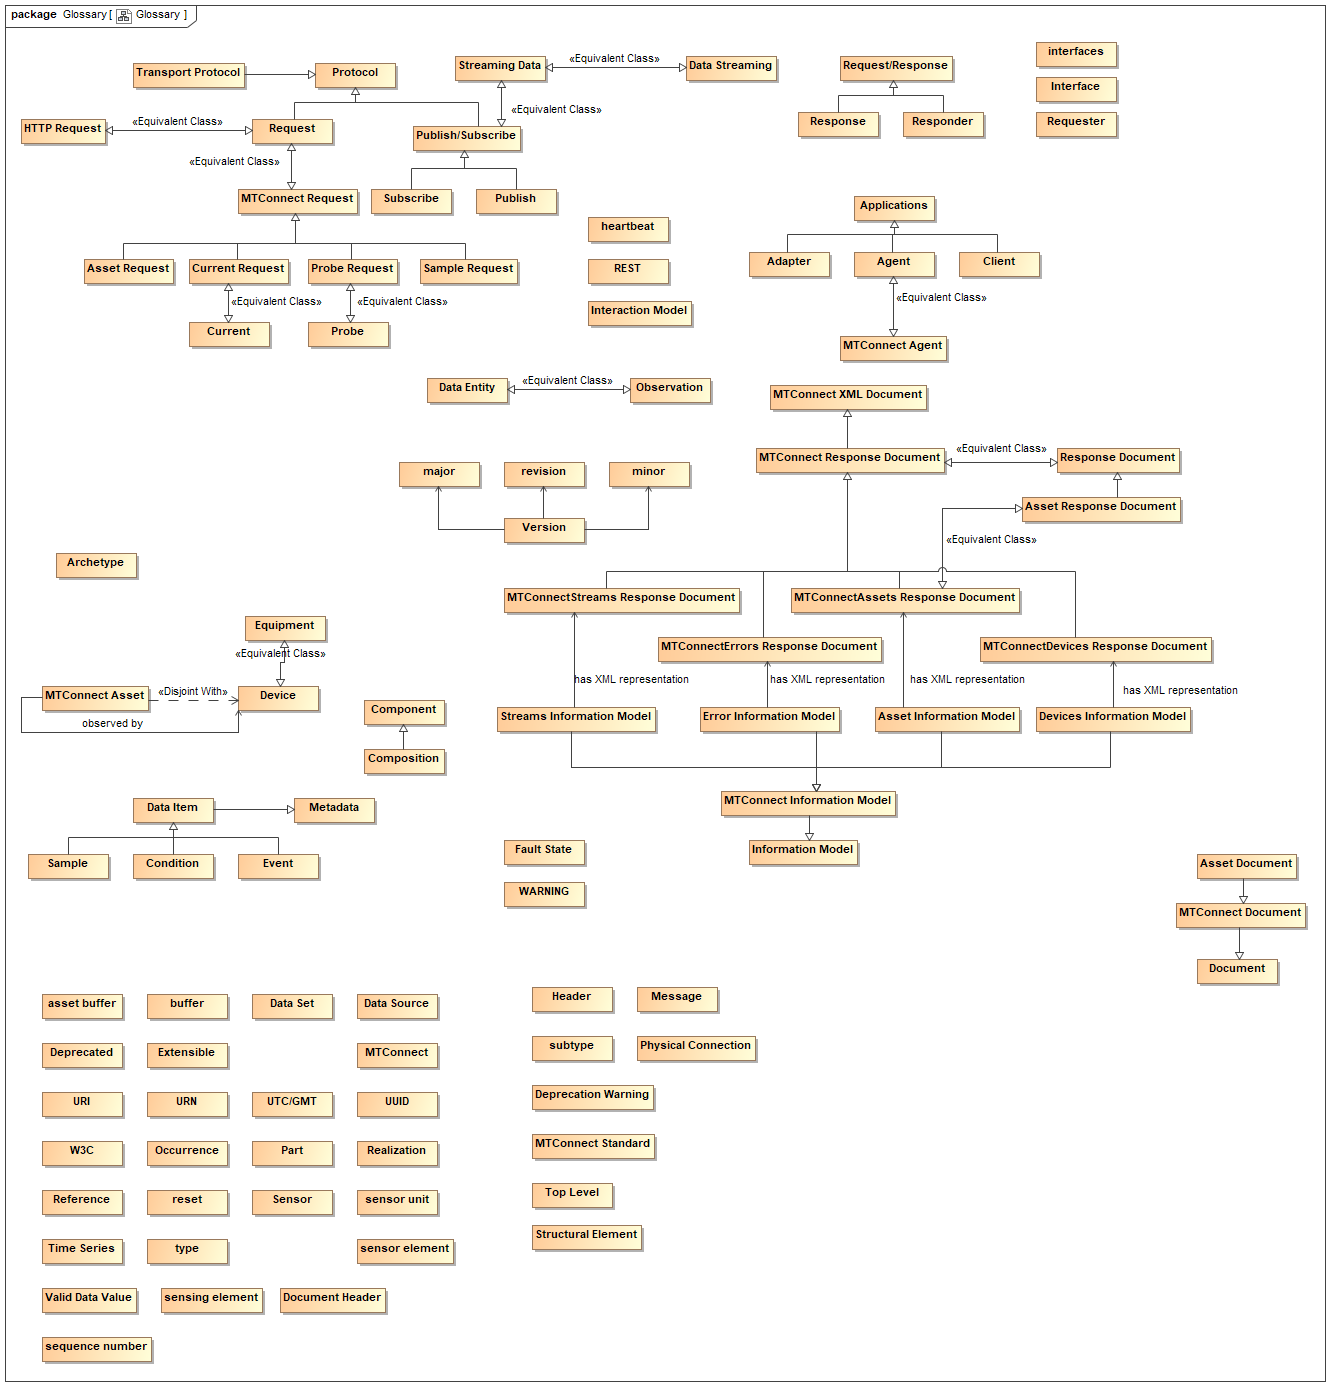 package Glossary [ Glossary ]
interfaces
Transport Protocol
Protocol
Streaming Data
«Equivalent Class»
Data Streaming
Request/Response
Interface
«Equivalent Class»
HTTP Request
«Equivalent Class»
Request
Publish/Subscribe
Response
Responder
Requester
«Equivalent Class»
MTConnect Request
Subscribe
Publish
Applications
heartbeat
Asset Request
Current Request
Probe Request
Sample Request
REST
Adapter
Agent
Client
«Equivalent Class»
«Equivalent Class»
«Equivalent Class»
Interaction Model
Current
Probe
MTConnect Agent
Data Entity
«Equivalent Class»
Observation
MTConnect XML Document
major
revision
minor
MTConnect Response Document
«Equivalent Class»
Response Document
Asset Response Document
Version
«Equivalent Class»
Archetype
MTConnectStreams Response Document
MTConnectAssets Response Document
Equipment
«Equivalent Class»
MTConnectErrors Response Document
MTConnectDevices Response Document
has XML representation
has XML representation
has XML representation
has XML representation
MTConnect Asset
«Disjoint With»
Device
observed by
Component
Streams Information Model
Error Information Model
Asset Information Model
Devices Information Model
Composition
Data Item
Metadata
MTConnect Information Model
Sample
Condition
Event
Fault State
Information Model
Asset Document
WARNING
MTConnect Document
Document
asset buffer
buffer
Data Set
Data Source
Header
Message
Deprecated
Extensible
MTConnect
subtype
Physical Connection
URI
URN
UTC/GMT
UUID
Deprecation Warning
W3C
Occurrence
Part
Realization
MTConnect Standard
Reference
reset
Sensor
sensor unit
Top Level
Time Series
type
sensor element
Structural Element
Valid Data Value
sensing element
Document Header
sequence number